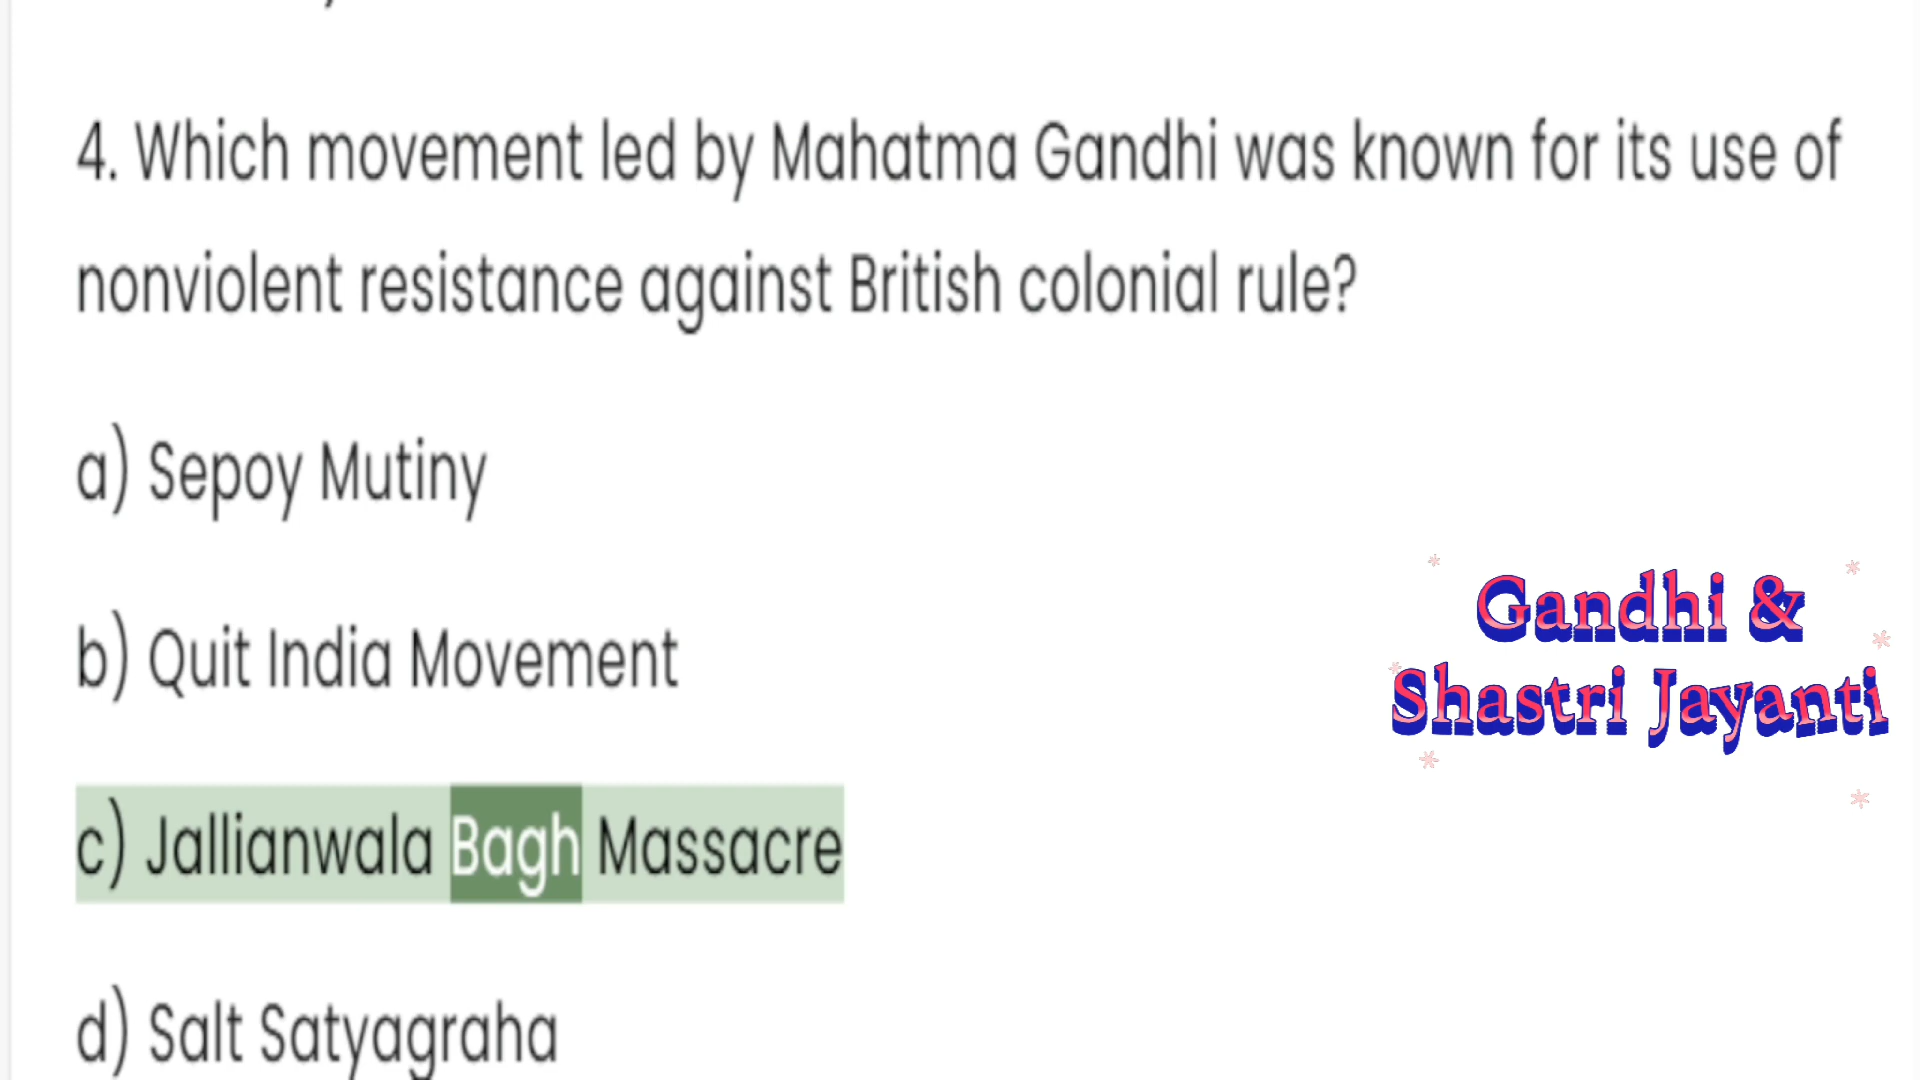 4. Which movement led by Mahatma Gandhi was known for its use of
nonviolent resistance against British colonial rule?
a) Sepoy Mutiny
b) Quit India Movement
Gandhi &
Shastri Jayanti
c) Jallianwala Bagh Massacre
d) Salt Satyagraha